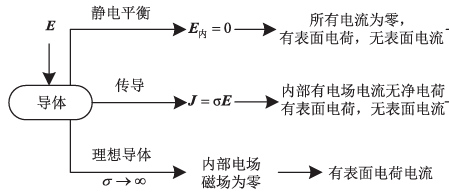 E
静电平衡
E内 = 0
所有电流为零，
有表面电荷，无表面电流
导体
传导
J = σE
内部有电场电流无净电荷
有表面电荷，无表面电流
理想导体
σ → ∞
内部电场
磁场为零
有表面电荷电流